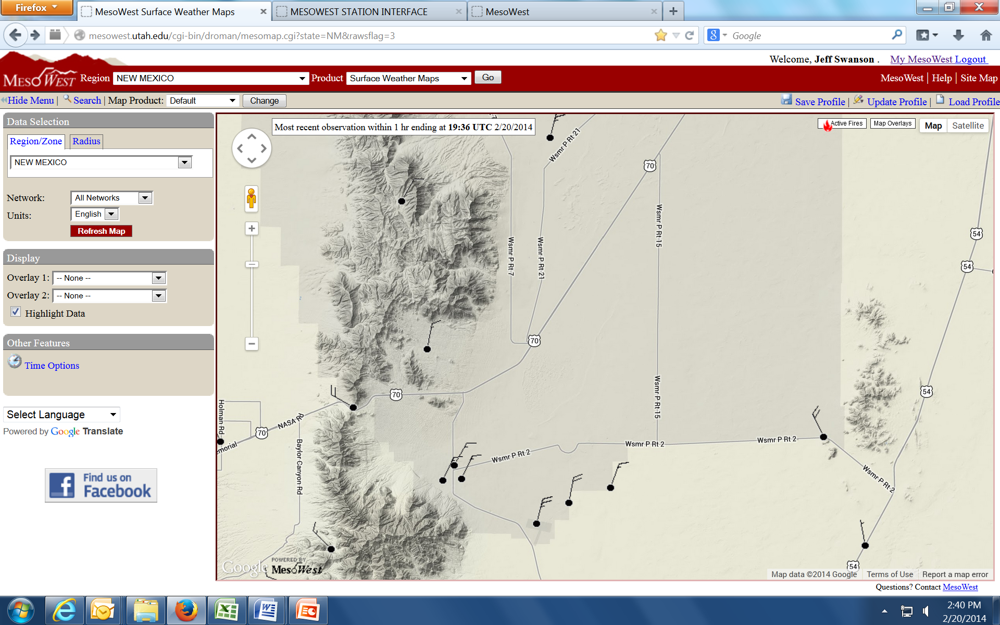 Firefox
MesoWest Surface Weather Maps
MESOWEST STATION INTERFACE
MesoWest
mesowest.utah.edu/cgi-bin/droman/mesomap.cgi?state=NM&rawsflag=3
Google
Welcome, Jeff Swanson . My MesoWest Logout
MESOWEST Region NEW MEXICO Product Surface Weather Maps Go
MesoWest | Help | Site Map
Hide Menu | Search | Map Product: Default Change
Save Profile | Update Profile | Load Profile
Data Selection
Region/Zone Radius
NEW MEXICO
Network: All Networks
Units: English
Refresh Map
Display
Overlay 1: -- None --
Overlay 2: -- None --
Highlight Data
Other Features
Time Options
Select Language
Powered by Google Translate
Find us on
Facebook
Most recent observation within 1 hr ending at 19:36 UTC 2/20/2014
Active Fires
Map Overlays
Map Satellite
Wsmr P Rt 21
70
Wsmr P Rt 15
54
Wsmr P Rt 7
Wsmr P Rt 21
54
70
Wsmr P Rt 15
54
70
Holman Rd
NASA Rd
70
emorial
Baylor Canyon Rd
Wsmr P Rt 2
Wsmr P Rt 2
Wsmr P Rt 2
Wsmr P Rt 2
54
Google
POWERED BY
MesoWest
Map data ©2014 Google Terms of Use Report a map error
Questions? Contact MesoWest
2:40 PM
2/20/2014